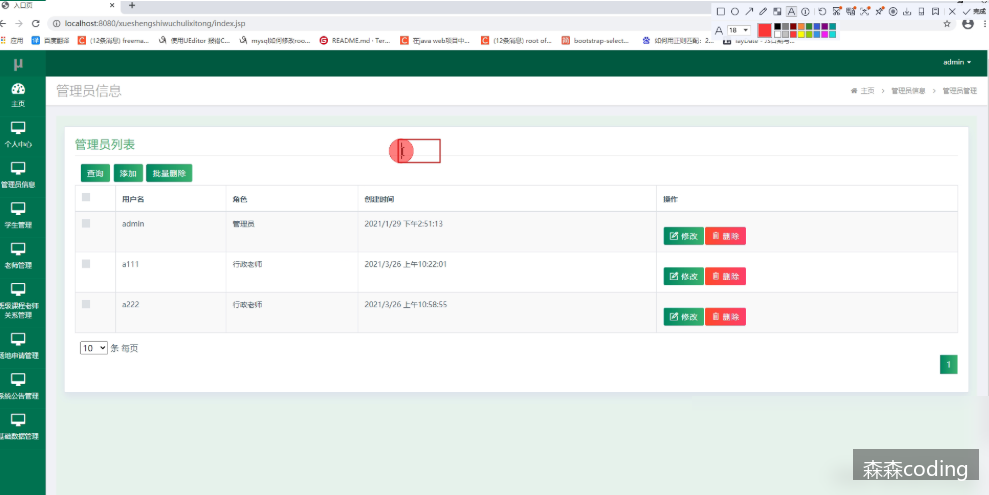 入口页
localhost:8080/xueshengshiwuchulixitong/index.jsp
18
完成
应用 百度翻译 (12条消息) freema... 使用UEditor 报错C... mysql如何修改roo... README.md · Ter... 在java web项目中... (12条消息) root of... bootstrap-select... 如何用正则匹配：2...
μ
admin
管理员信息
主页 > 管理员信息 > 管理员管理
主页
个人中心
管理员信息
学生管理
老师管理
班级课程老师
关系管理
场地申请管理
系统公告管理
基础数据管理
管理员列表
查询 添加 批量删除
用户名 角色 创建时间 操作
admin 管理员 2021/1/29 下午2:51:13 修改 删除
a111 行政老师 2021/3/26 上午10:22:01 修改 删除
a222 行政老师 2021/3/26 上午10:58:55 修改 删除
10 条 每页
1
森森coding